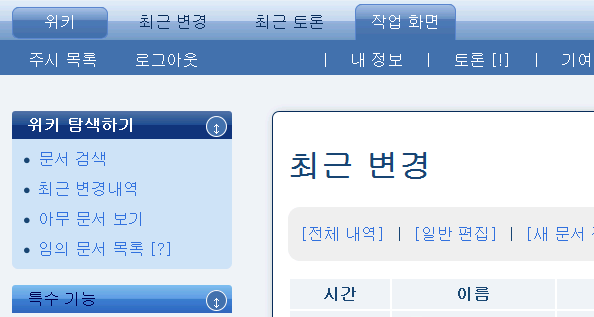 위키 최근 변경 최근 토론 작업 화면
주시 목록 로그아웃 | 내 정보 | 토론 [!] | 기여
위키 탐색하기
• 문서 검색
• 최근 변경내역
• 아무 문서 보기
• 임의 문서 목록 [?]
특수 기능
최근 변경
[전체 내역] | [일반 편집] | [새 문서
시간 이름